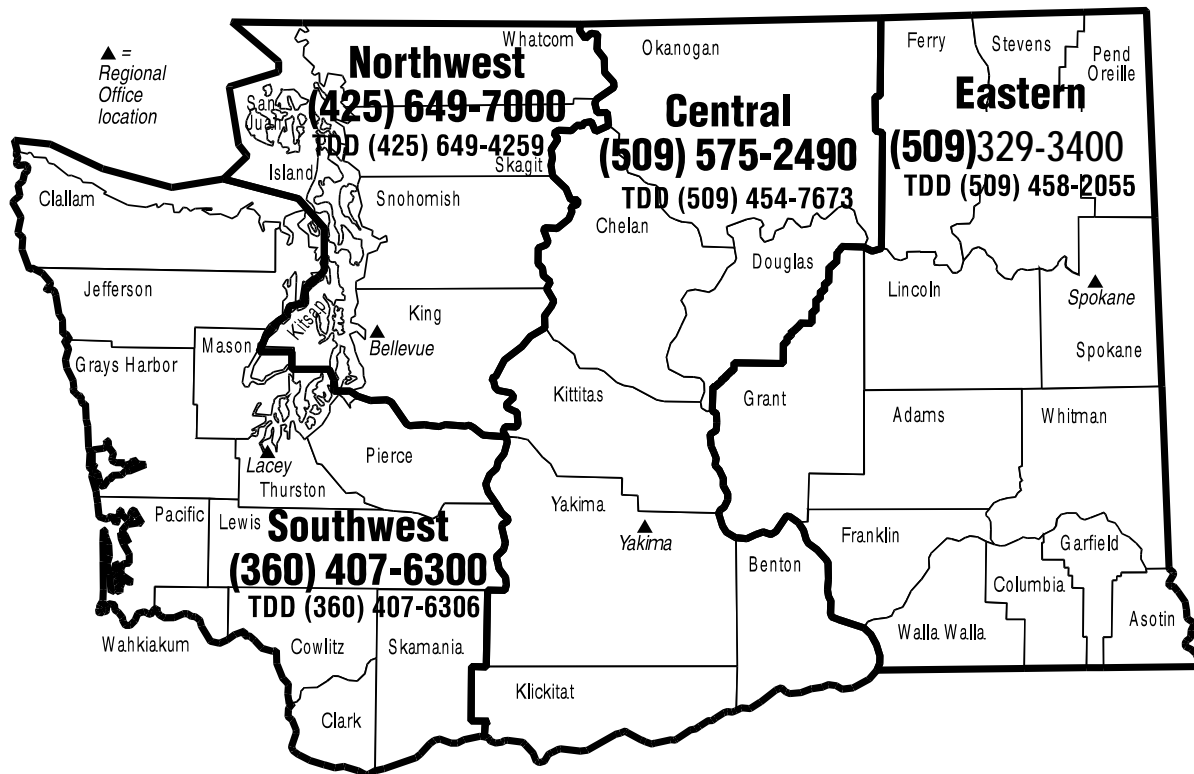 ▲ =
Regional
Office
location
Northwest
(425) 649-7000
TDD (425) 649-4259
Central
(509) 575-2490
TDD (509) 454-7673
Eastern
(509)329-3400
TDD (509) 458-2055
Southwest
(360) 407-6300
TDD (360) 407-6306
Whatcom
San
Juan
Skagit
Island
Snohomish
King
Bellevue
Kitsap
Clallam
Jefferson
Mason
Grays Harbor
Lacey
Thurston
Pierce
Pacific
Lewis
Wahkiakum
Cowlitz
Skamania
Clark
Okanogan
Chelan
Douglas
Kittitas
Yakima
Yakima
Benton
Klickitat
Ferry
Stevens
Pend
Oreille
Lincoln
Spokane
Spokane
Grant
Adams
Whitman
Franklin
Garfield
Columbia
Walla Walla
Asotin